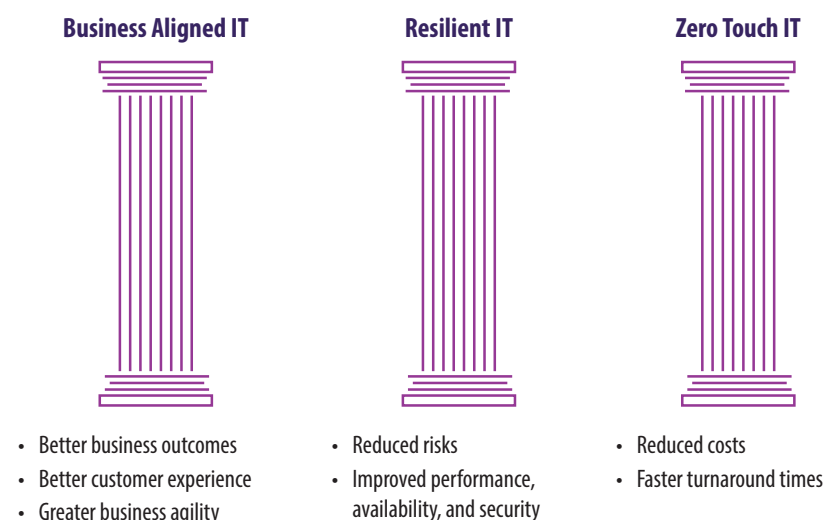 Business Aligned IT
Resilient IT
Zero Touch IT
• Better business outcomes
• Better customer experience
• Greater business agility
• Reduced risks
• Improved performance,
availability, and security
• Reduced costs
• Faster turnaround times